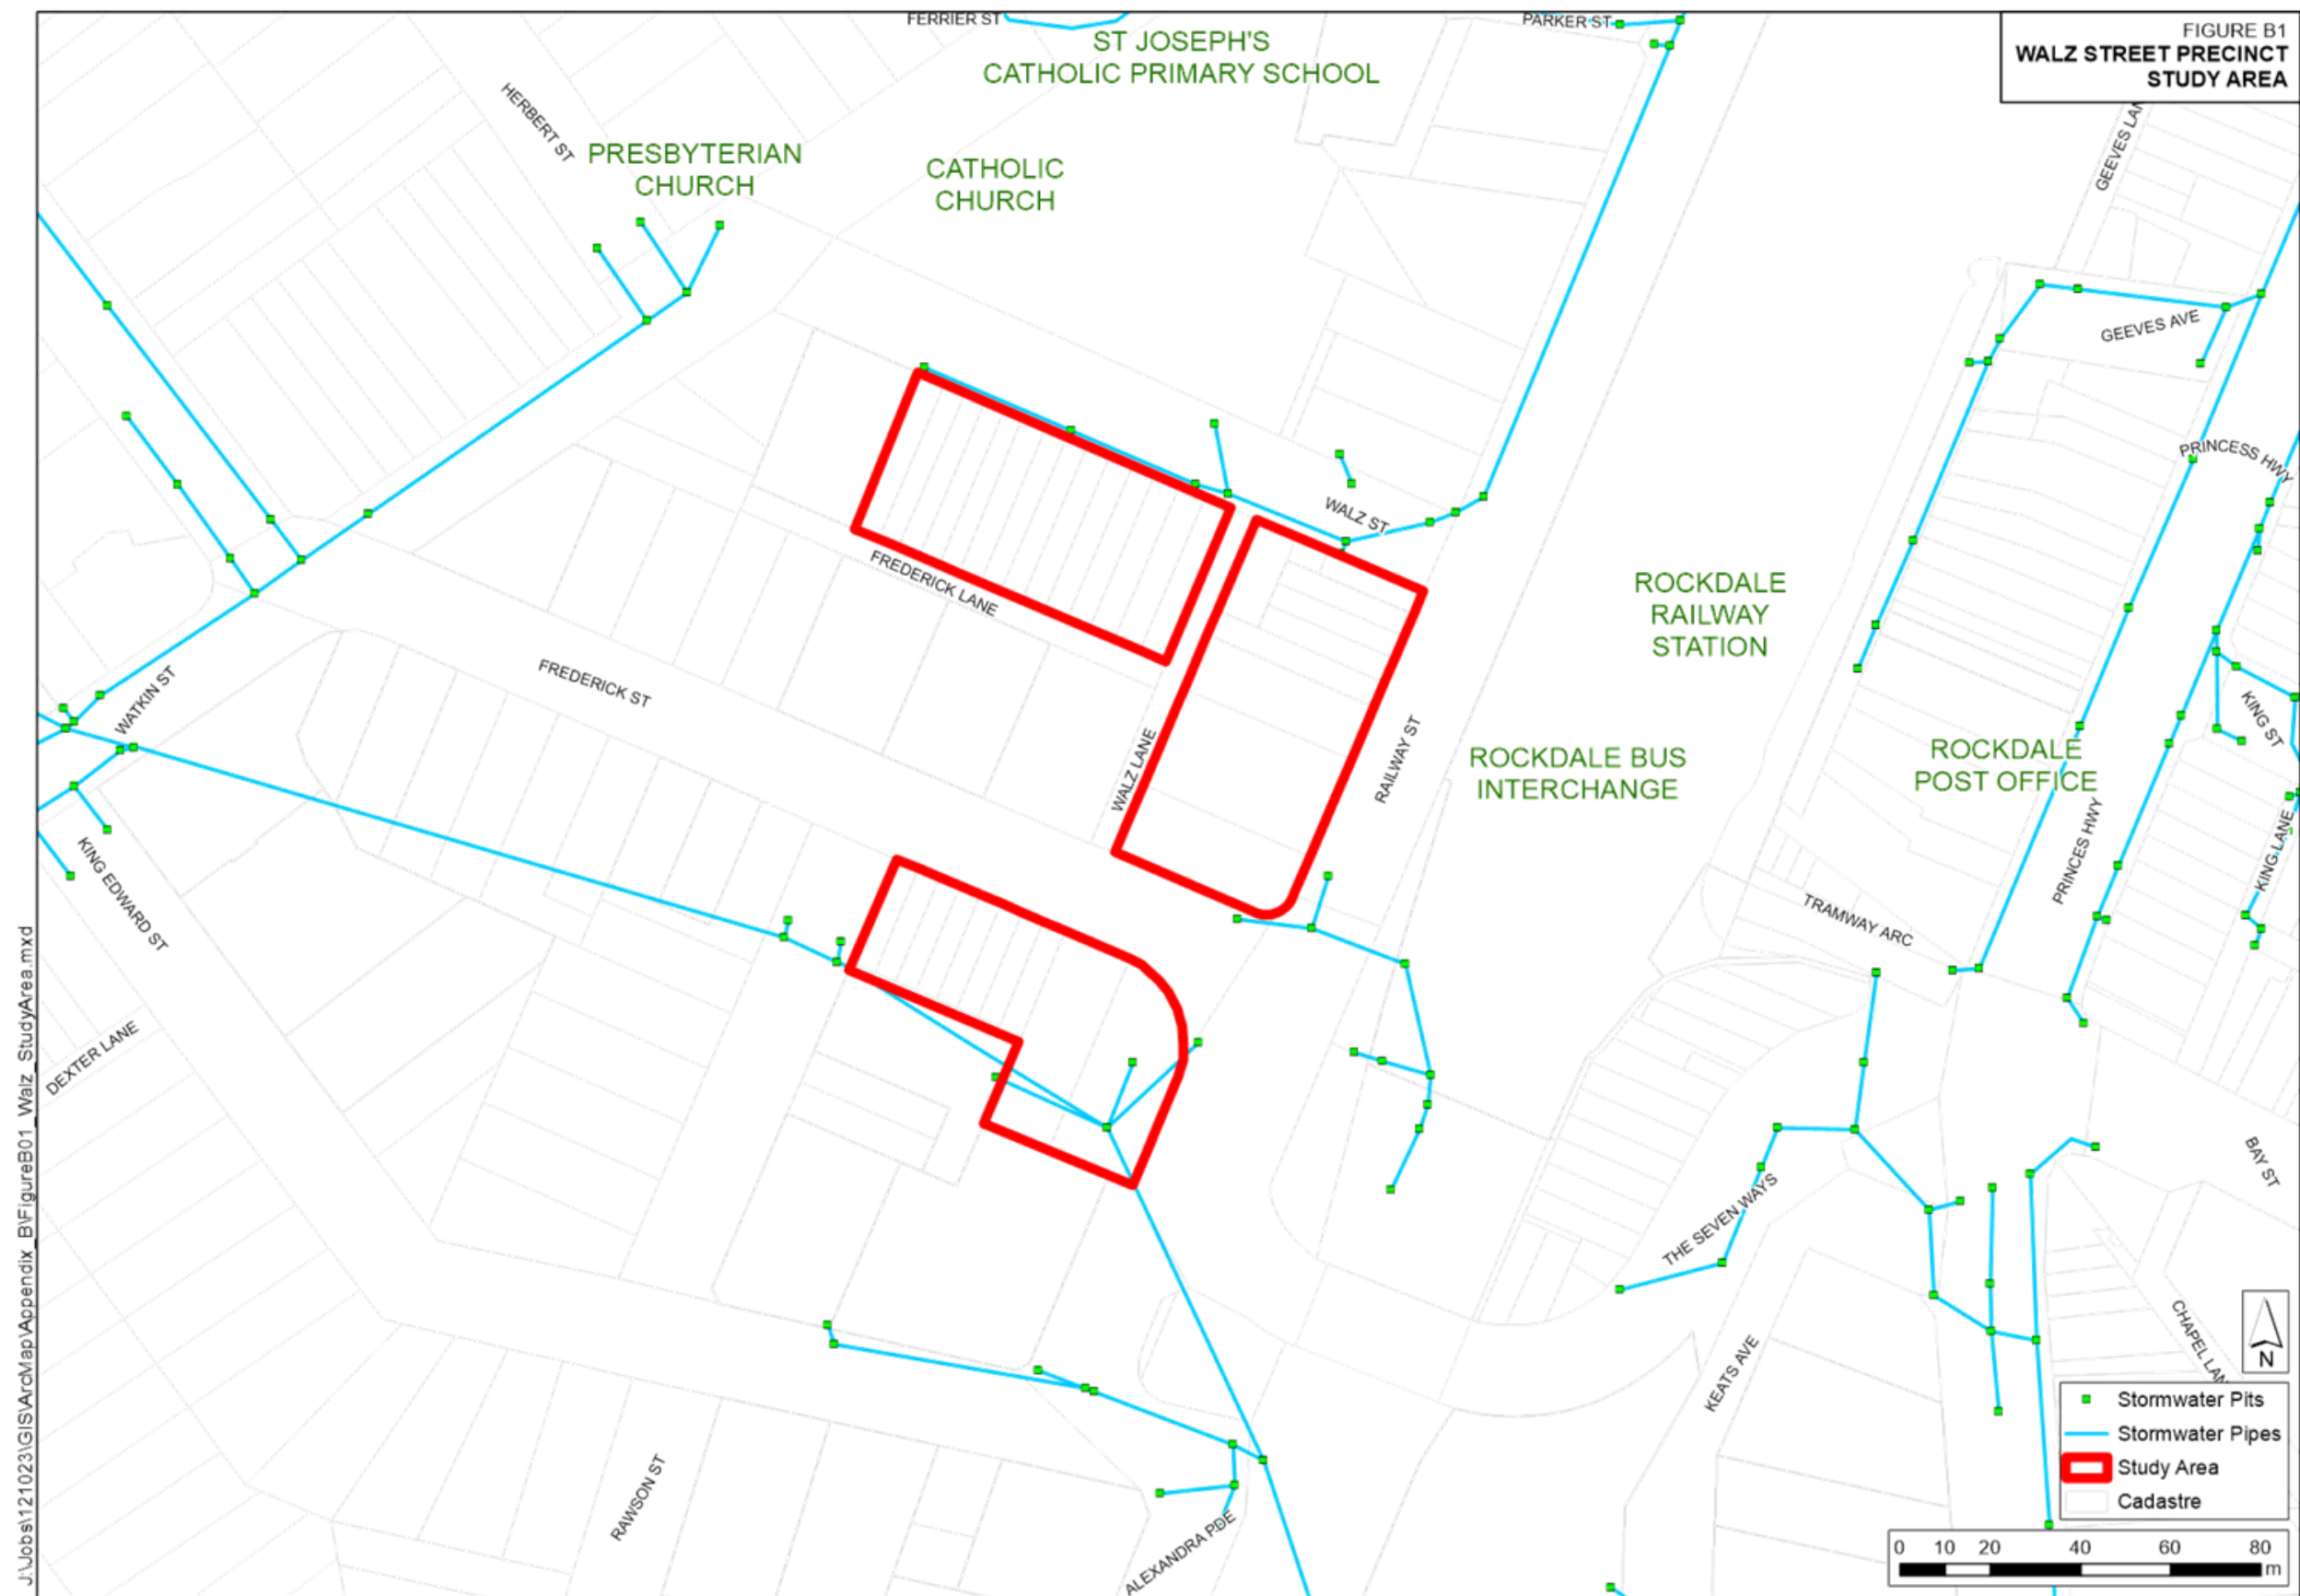 FIGURE B1
WALZ STREET PRECINCT
STUDY AREA
FERRIER ST
PARKER ST
ST JOSEPH'S
CATHOLIC PRIMARY SCHOOL
HERBERT ST
PRESBYTERIAN
CHURCH
CATHOLIC
CHURCH
GEEVES LAN
GEEVES AVE
PRINCESS HWY
WALZ ST
FREDERICK LANE
ROCKDALE
RAILWAY
STATION
FREDERICK ST
WATKIN ST
WALZ LANE
RAILWAY ST
ROCKDALE BUS
INTERCHANGE
ROCKDALE
POST OFFICE
KING ST
PRINCES HWY
KING LANE
KING EDWARD ST
TRAMWAY ARC
DEXTER LANE
BAY ST
THE SEVEN WAYS
CHAPEL LAN
KEATS AVE
RAWSON ST
ALEXANDRA PDE
N
Stormwater Pits
Stormwater Pipes
Study Area
Cadastre
0 10 20 40 60 80
m
J:\Jobs\121023\GIS\ArcMap\Appendix_B\FigureB01_Walz_StudyArea.mxd